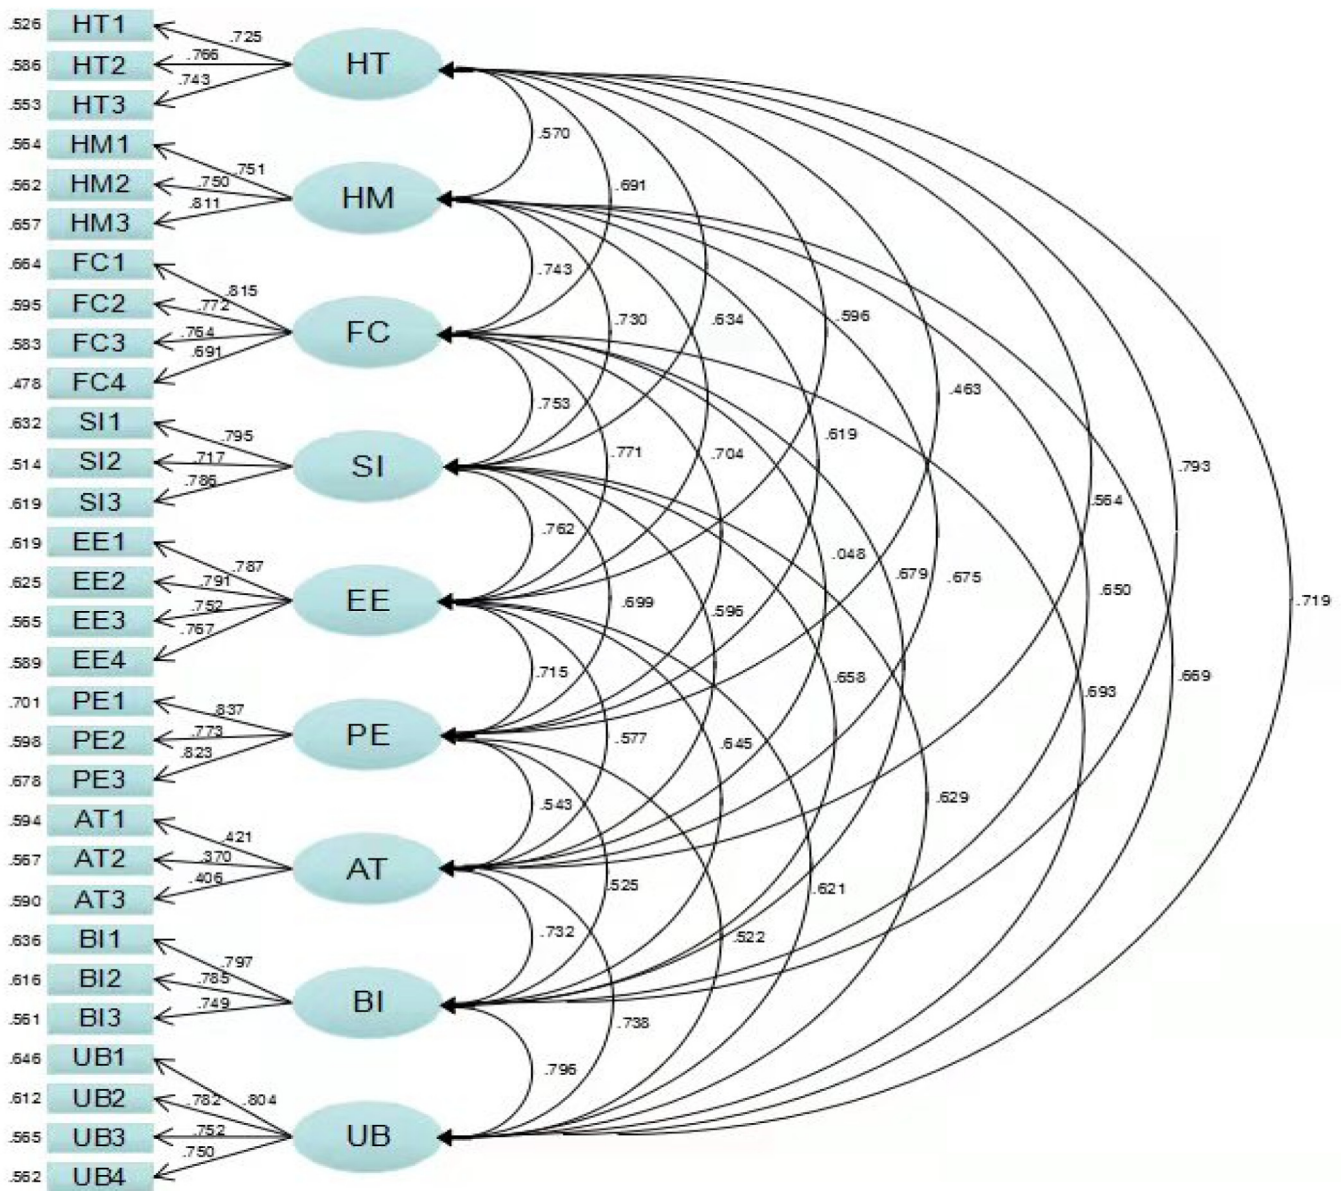 .526 HT1 .725
.586 HT2 .766 HT
.553 HT3 .743
.564 HM1 .751 .570
.562 HM2 .750 HM .691
.657 HM3 .811
.664 FC1 .815 .743
.595 FC2 .772 FC .730 .634 .596
.583 FC3 .764
.478 FC4 .691 .753 .463
.632 SI1 .795 .771 .704 .619
.514 SI2 .717 SI .793
.619 SI3 .786 .564
.619 EE1 .787 .762 .048
.625 EE2 .791 EE .679 .675 .650
.565 EE3 .752 .699 .596 .719
.589 EE4 .767 .715 .658 .669
.701 PE1 .837 .693
.598 PE2 .773 PE .577 .645
.678 PE3 .823 .543 .629
.594 AT1 .421
.567 AT2 .370 AT
.590 AT3 .406 .525 .621
.636 BI1 .797 .732 .522
.616 BI2 .785 BI
.561 BI3 .749 .738
.646 UB1 .804 .796
.612 UB2 .782
.565 UB3 .752 UB
.562 UB4 .750